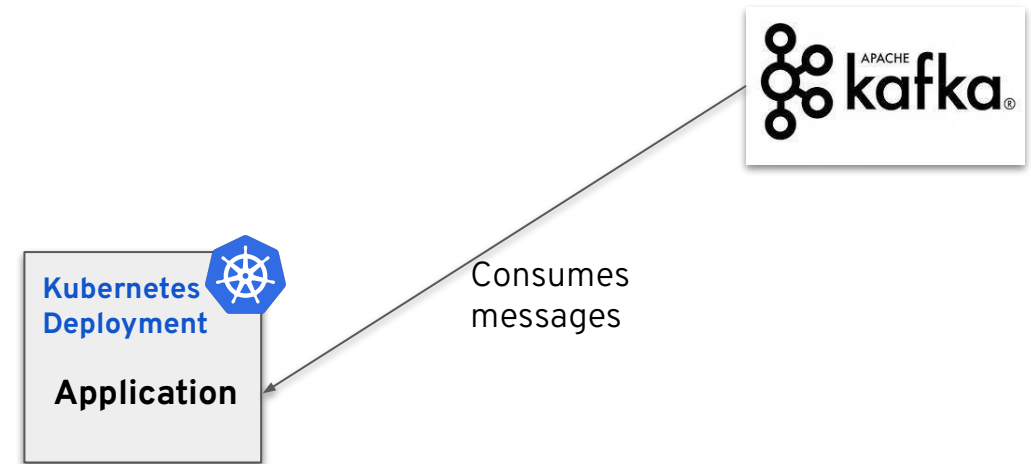 APACHE
kafka®
Kubernetes
Deployment
Application
Consumes
messages